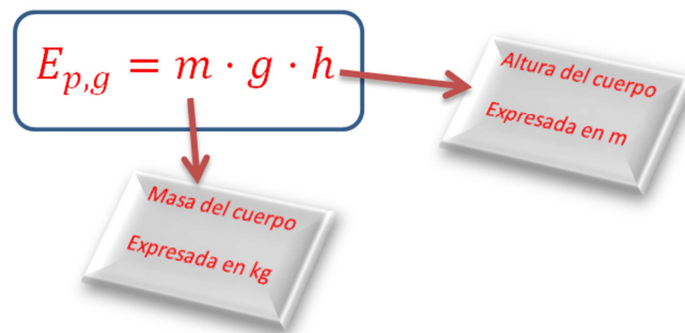 E_{p,g} = m · g · h
Altura del cuerpo
Expresada en m
Masa del cuerpo
Expresada en kg